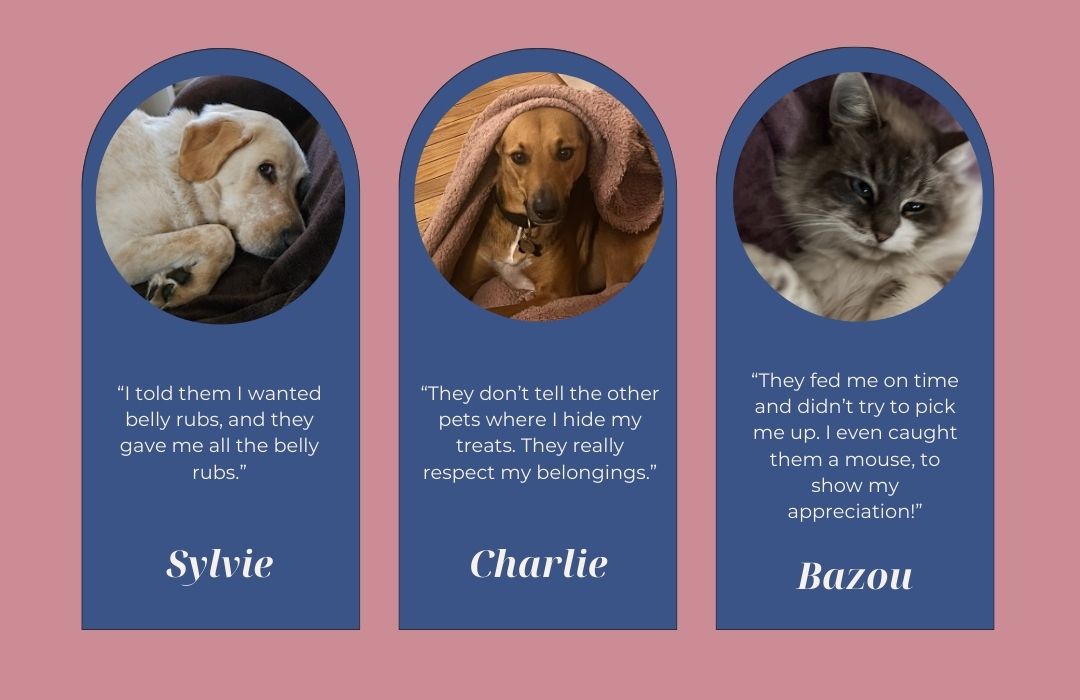 “I told them I wanted
belly rubs, and they
gave me all the belly
rubs.”
Sylvie
“They don’t tell the other
pets where I hide my
treats. They really
respect my belongings.”
Charlie
“They fed me on time
and didn’t try to pick
me up. I even caught
them a mouse, to
show my
appreciation!”
Bazou